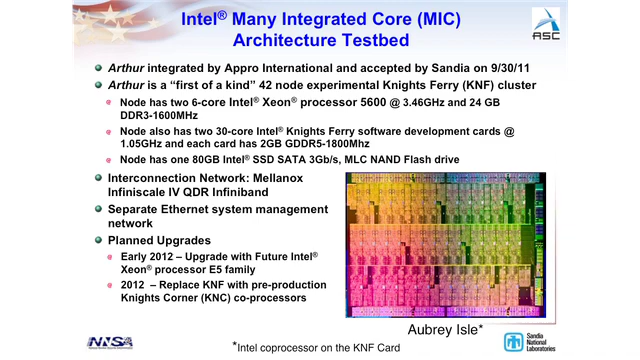 Intel® Many Integrated Core (MIC)
Architecture Testbed
ASC
Arthur integrated by Appro International and accepted by Sandia on 9/30/11
Arthur is a “first of a kind” 42 node experimental Knights Ferry (KNF) cluster
Node has two 6-core Intel® Xeon® processor 5600 @ 3.46GHz and 24 GB
DDR3-1600MHz
Node also has two 30-core Intel® Knights Ferry software development cards @
1.05GHz and each card has 2GB GDDR5-1800Mhz
Node has one 80GB Intel® SSD SATA 3Gb/s, MLC NAND Flash drive
Interconnection Network: Mellanox
Infiniscale IV QDR Infiniband
Separate Ethernet system management
network
Planned Upgrades
Early 2012 – Upgrade with Future Intel®
Xeon® processor E5 family
2012 – Replace KNF with pre-production
Knights Corner (KNC) co-processors
Aubrey Isle*
*Intel coprocessor on the KNF Card
NNSA
Sandia
National
Laboratories